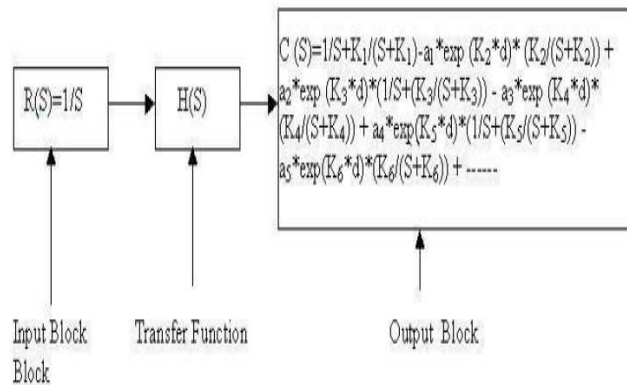 R(S)=1/S
H(S)
C (S)=1/S+K₁/(S+K₁)-a₁*exp (K₂*d)* (K₂/(S+K₂)) +
a₂*exp (K₃*d)*(1/S+(K₃/(S+K₃)) - a₃*exp (K₄*d)*
(K₄/(S+K₄)) + a₄*exp(K₅*d)*(1/S+(K₅/(S+K₅)) -
a₅*exp(K₆*d)*(K₆/(S+K₆)) + ------
Input Block
Block
Transfer Function
Output Block